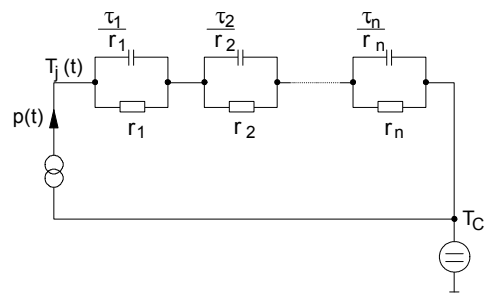 τ1/r1 τ2/r2 τn/rn
Tj(t)
r1 r2 rn
p(t)
TC